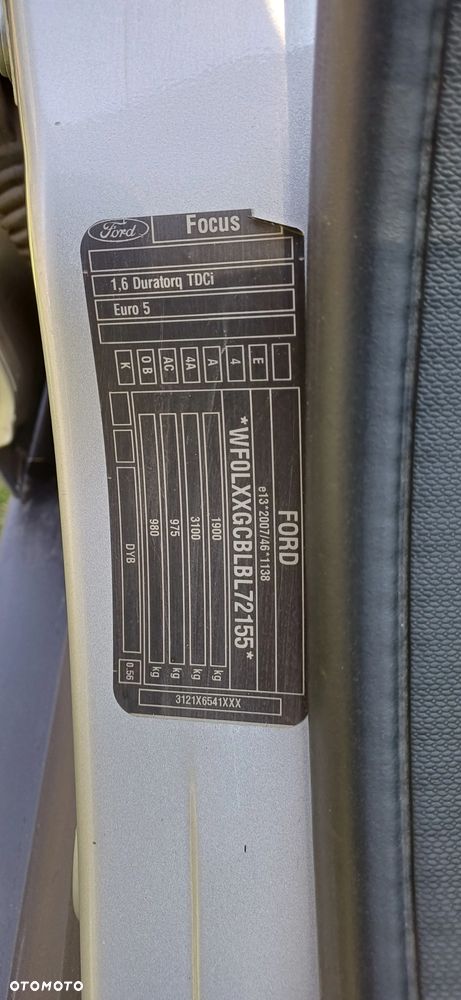 Ford
Focus
1,6 Duratorq TDCi
Euro 5
K
0 B
AC
4A
A
4
E
FORD
e13*2007/46*1138
*WF0LXXGCBLBL72155*
1900 kg
3100 kg
975 kg
980 kg
DYB
0.56
3121X6541XXX
OTOMOTO